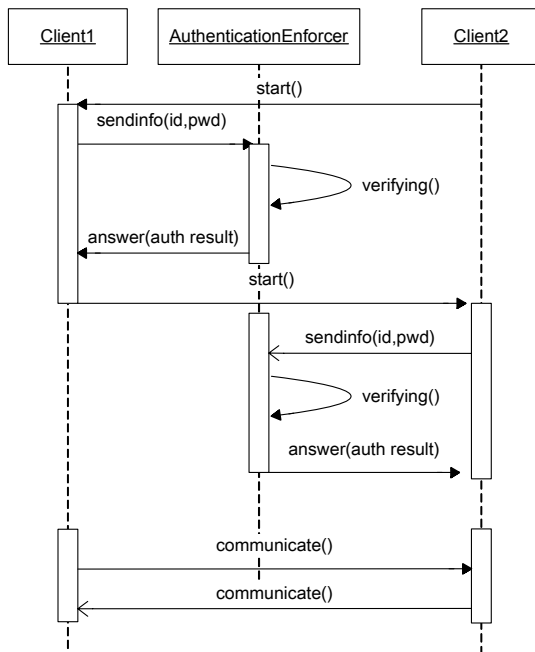 Client1
AuthenticationEnforcer
Client2
start()
sendinfo(id,pwd)
verifying()
answer(auth result)
start()
sendinfo(id,pwd)
verifying()
answer(auth result)
communicate()
communicate()